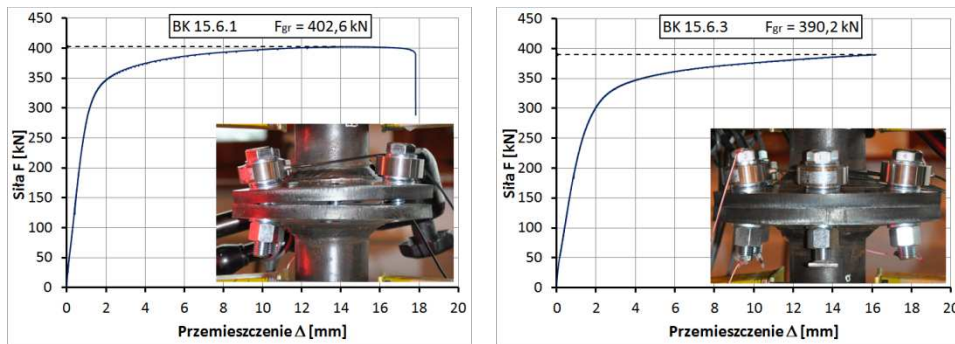 BK 15.6.1 Fgr = 402,6 kN
Siła F [kN]
450
400
350
300
250
200
150
100
50
0
0 2 4 6 8 10 12 14 16 18 20
Przemieszczenie Δ [mm]
BK 15.6.3 Fgr = 390,2 kN
Siła F [kN]
450
400
350
300
250
200
150
100
50
0
0 2 4 6 8 10 12 14 16 18 20
Przemieszczenie Δ [mm]